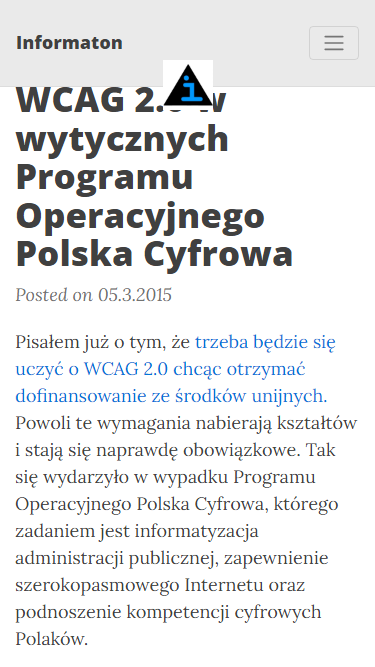 Informaton
i
WCAG 2.0 w
wytycznych
Programu
Operacyjnego
Polska Cyfrowa
Posted on 05.3.2015
Pisałem już o tym, że trzeba będzie się
uczyć o WCAG 2.0 chcąc otrzymać
dofinansowanie ze środków unijnych.
Powoli te wymagania nabierają kształtów
i stają się naprawdę obowiązkowe. Tak
się wydarzyło w wypadku Programu
Operacyjnego Polska Cyfrowa, którego
zadaniem jest informatyzacja
administracji publicznej, zapewnienie
szerokopasmowego Internetu oraz
podnoszenie kompetencji cyfrowych
Polaków.